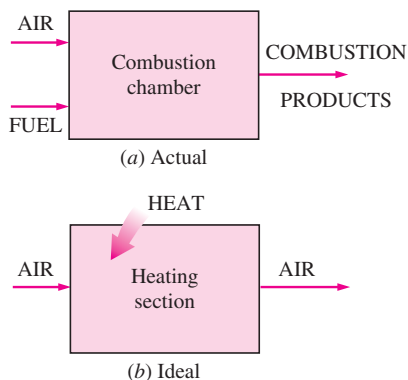 AIR
COMBUSTION
Combustion
chamber
PRODUCTS
FUEL
(a) Actual
HEAT
AIR
Heating
section
AIR
(b) Ideal